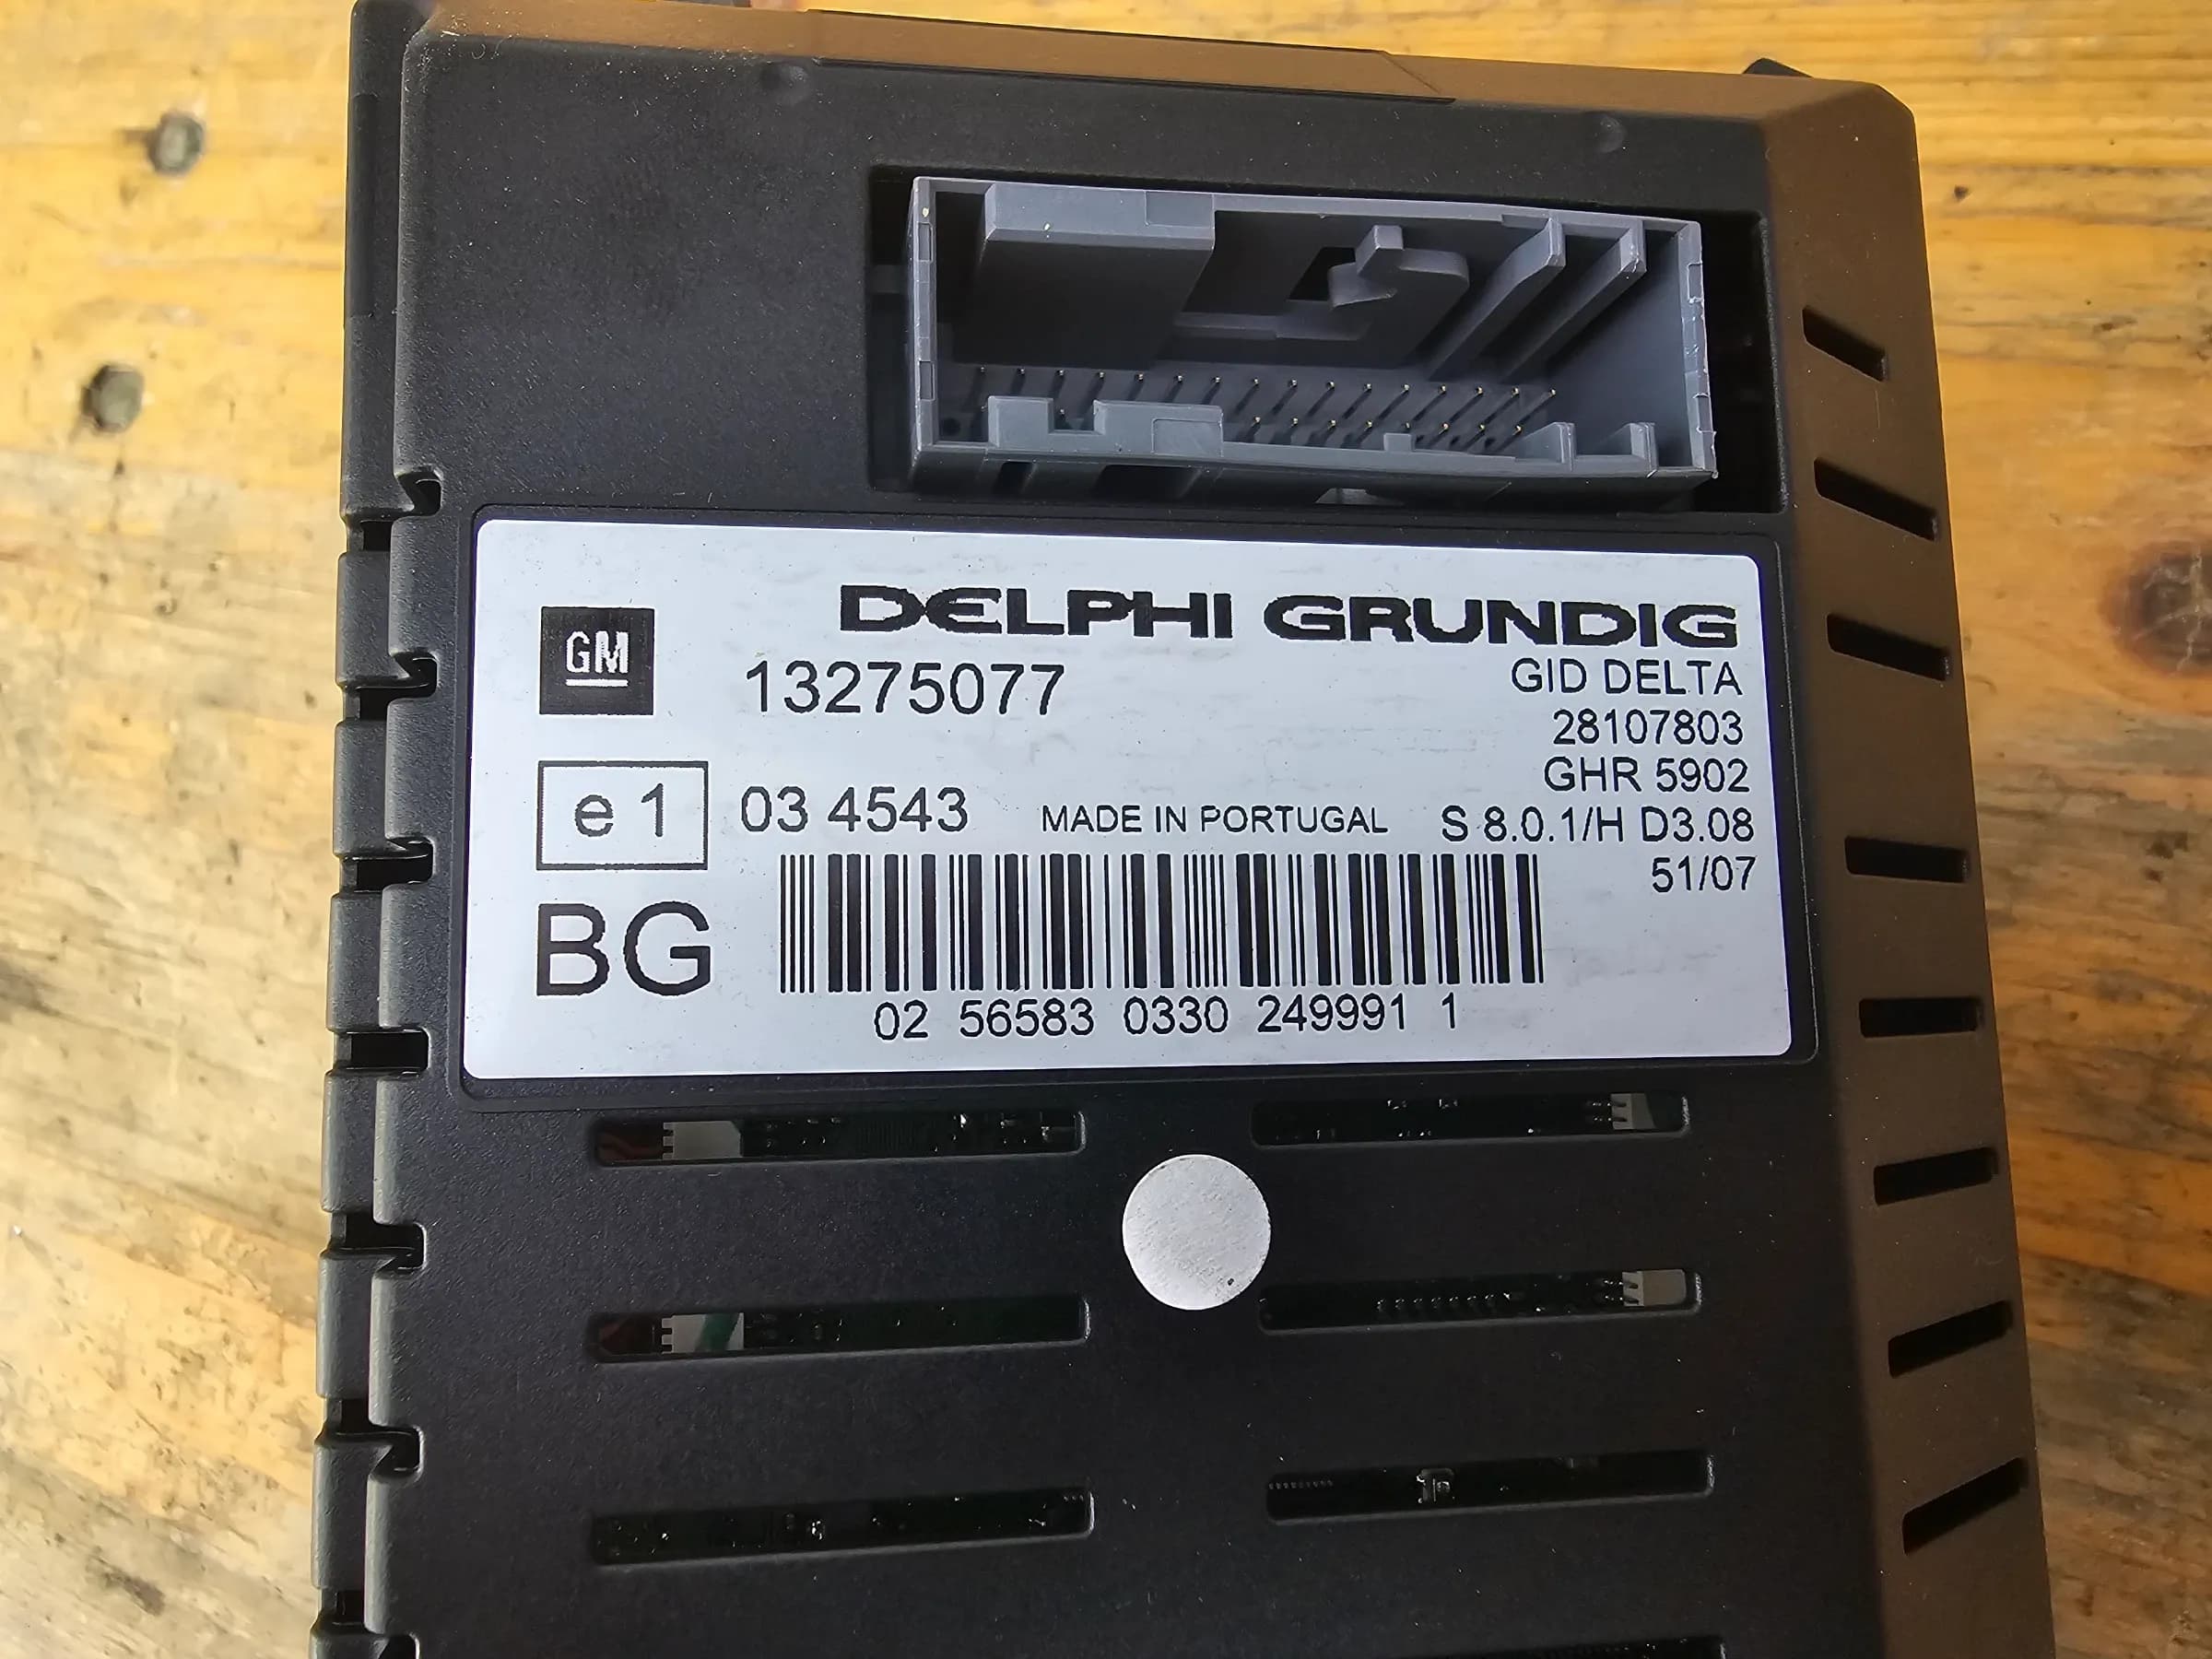 DELPHI GRUNDIG
GM
13275077
GID DELTA
28107803
GHR 5902
e1
03 4543
MADE IN PORTUGAL
S 8.0.1/H D3.08
51/07
BG
02 56583 0330 249991 1